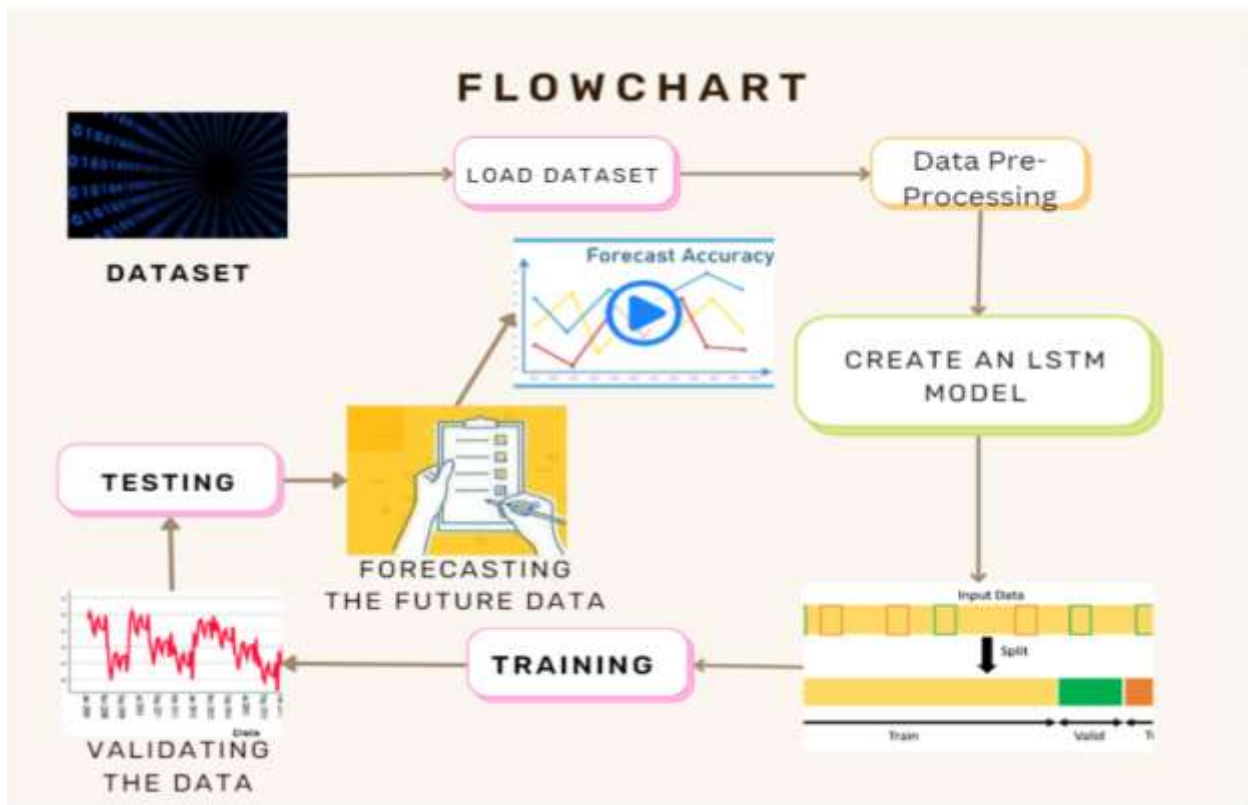 FLOWCHART
LOAD DATASET
Data Pre-
Processing
DATASET
Forecast Accuracy
CREATE AN LSTM
MODEL
TESTING
FORECASTING
THE FUTURE DATA
Input Data
Split
Train
Valid
TRAINING
Date
VALIDATING
THE DATA